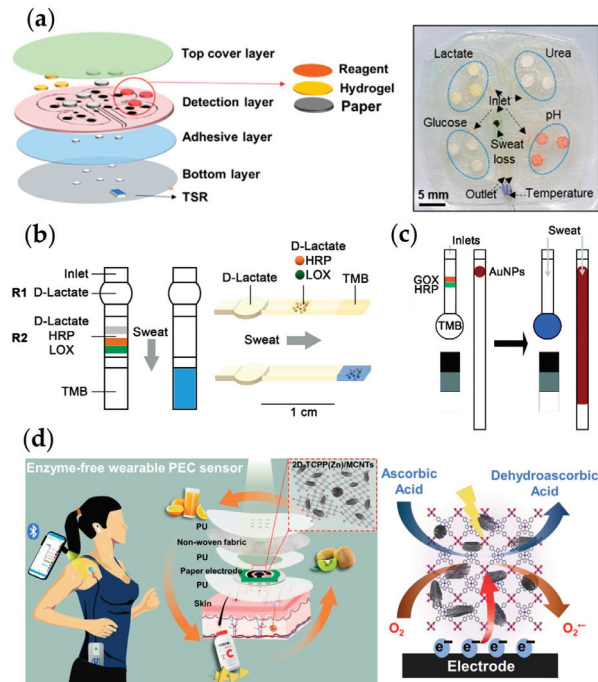 (a)
Top cover layer
Detection layer
Adhesive layer
Bottom layer
TSR
Reagent
Hydrogel
Paper
Lactate
Urea
Inlet
Glucose
pH
Sweat
loss
Outlet
Temperature
5 mm
(b)
Inlet
R1 D-Lactate
D-Lactate
R2 HRP
LOX
TMB
Sweat
D-Lactate
D-Lactate
HRP
LOX
TMB
Sweat
1 cm
(c)
Inlets
Sweat
GOX
HRP
AuNPs
TMB
(d)
Enzyme-free wearable PEC sensor
2D-TCPP(Zn)/MCNTs
PU
Non-woven fabric
PU
Paper electrode
PU
Skin
C
Ascorbic
Acid
Dehydroascorbic
Acid
O₂
O₂•−
e⁻ e⁻ e⁻ e⁻
Electrode